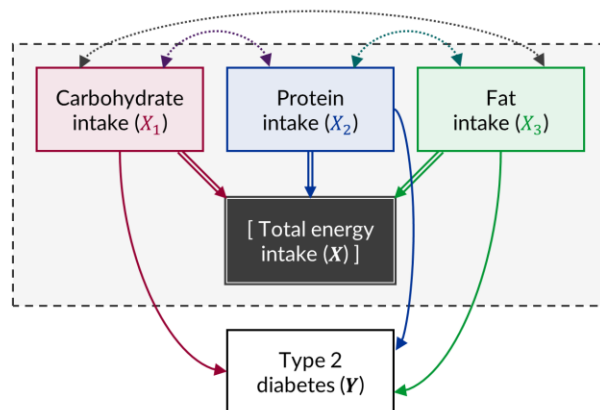 Carbohydrate
intake (X₁)
Protein
intake (X₂)
Fat
intake (X₃)
[ Total energy
intake (X) ]
Type 2
diabetes (Y)